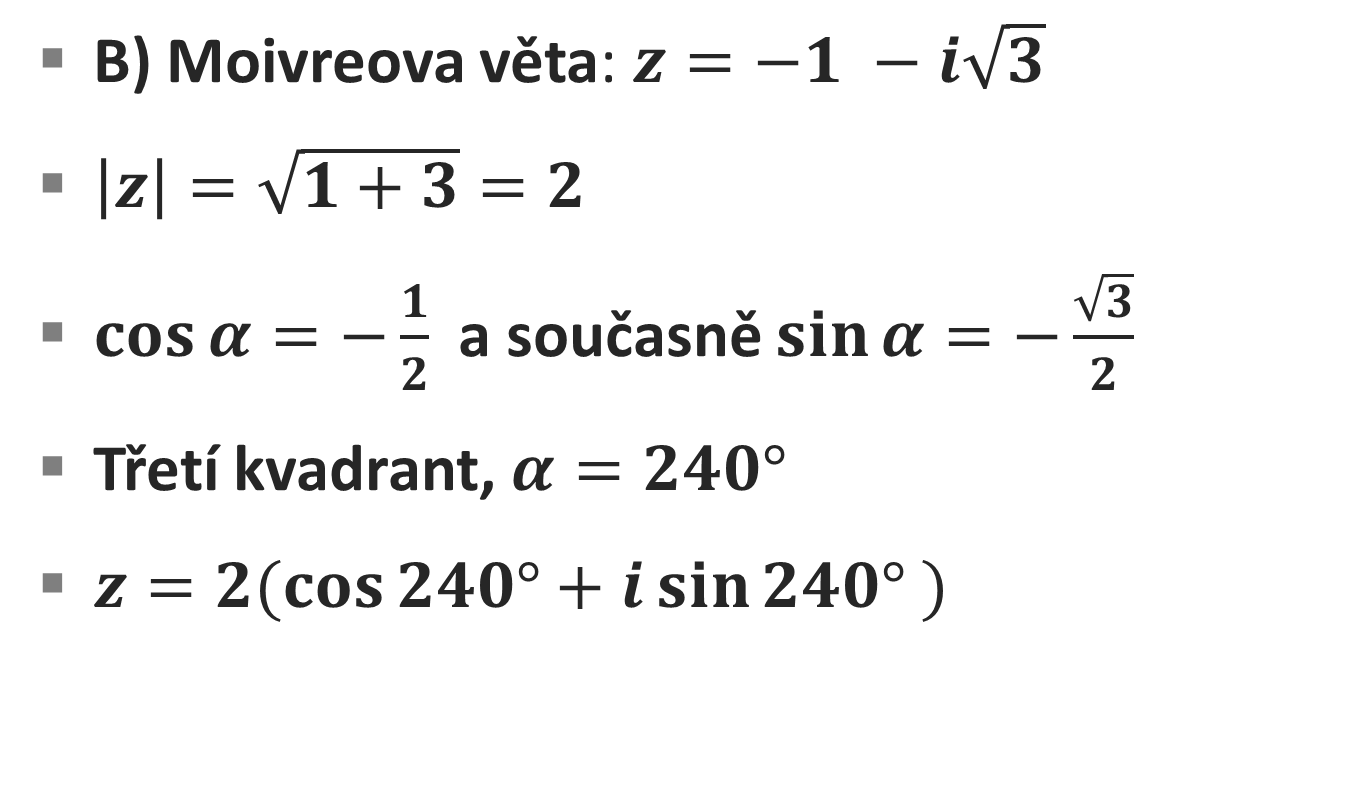 ▪ B) Moivreova věta: z = −1 − i√3
▪ |z| = √(1 + 3) = 2
▪ cos α = −1/2 a současně sin α = −√3/2
▪ Třetí kvadrant, α = 240°
▪ z = 2(cos 240° + i sin 240° )